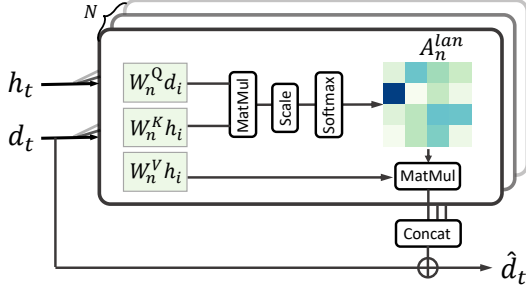 N
A_n^{lan}
h_t
W_n^Q d_i
MatMul
Scale
Softmax
d_t
W_n^K h_i
W_n^V h_i
MatMul
Concat
\hat{d}_t